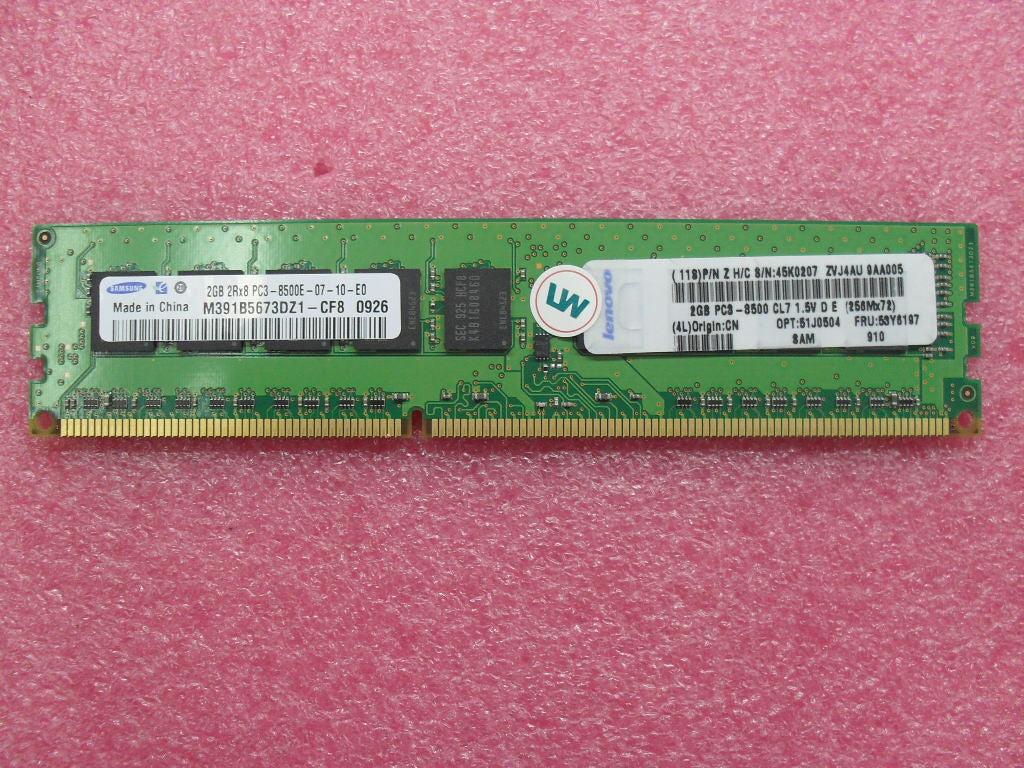 SAMSUNG
2GB 2Rx8 PC3-8500E-07-10-E0
Made in China M391B5673DZ1-CF8 0926
SEC 925 HCF8
K4B1G0846D
LW
lenovo
(11S)P/N Z H/C S/N:45K0207 ZVJ4AU 9AA005
2GB PC3-8500 CL7 1.5V D E (256Mx72)
(4L)Origin:CN OPT:51J0504 FRU:53Y6197
SAM 910